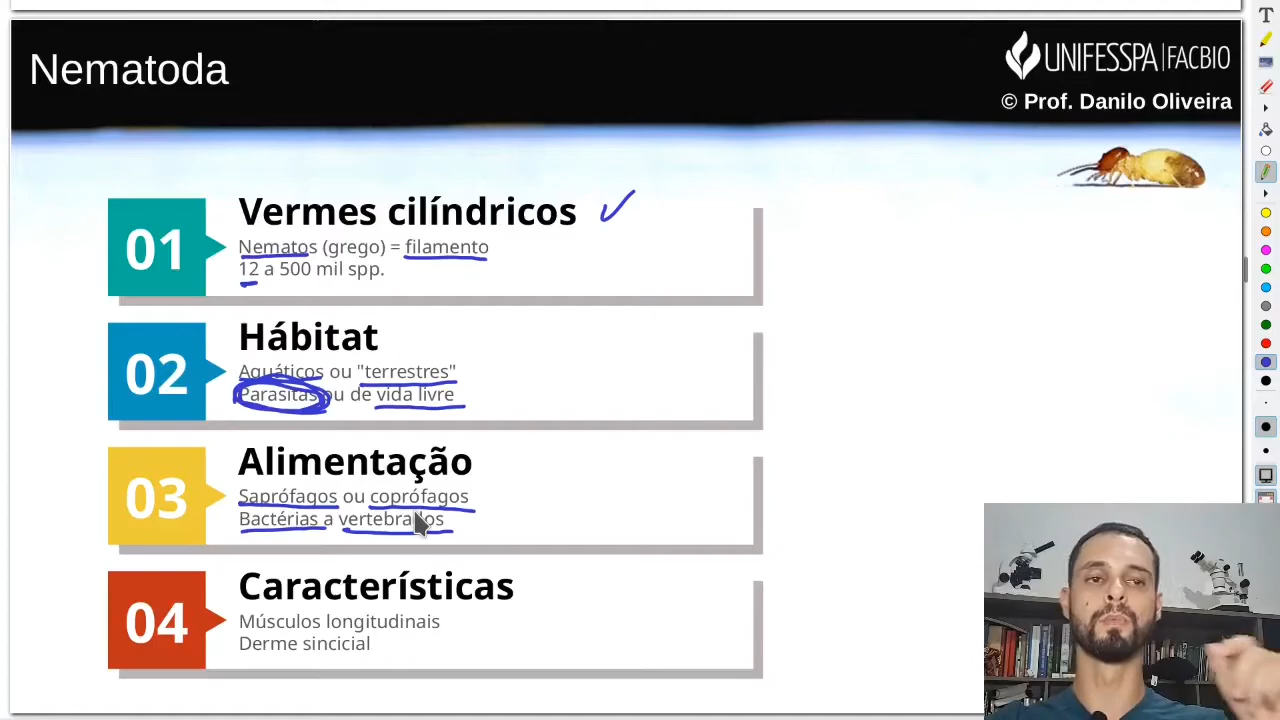 Nematoda
UNIFESSPA|FACBIO
© Prof. Danilo Oliveira
01
Vermes cilíndricos
Nematos (grego) = filamento
12 a 500 mil spp.
02
Hábitat
Aquáticos ou "terrestres"
Parasitas ou de vida livre
03
Alimentação
Saprófagos ou coprófagos
Bactérias a vertebrados
04
Características
Músculos longitudinais
Derme sincicial
T